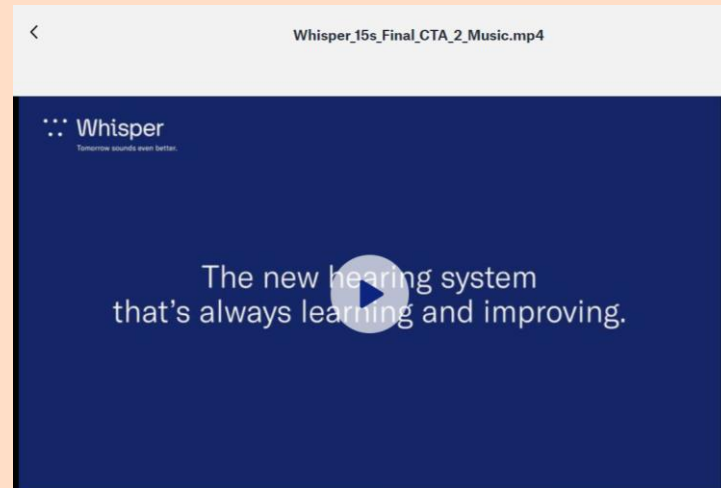 Whisper_15s_Final_CTA_2_Music.mp4
Whisper
Tomorrow sounds even better.
The new hearing system
that's always learning and improving.